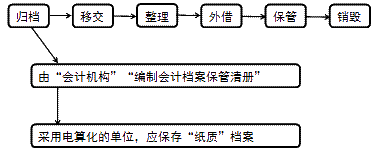 归档 移交 整理 外借 保管 销毁
由“会计机构”“编制会计档案保管清册”
采用电算化的单位，应保存“纸质”档案